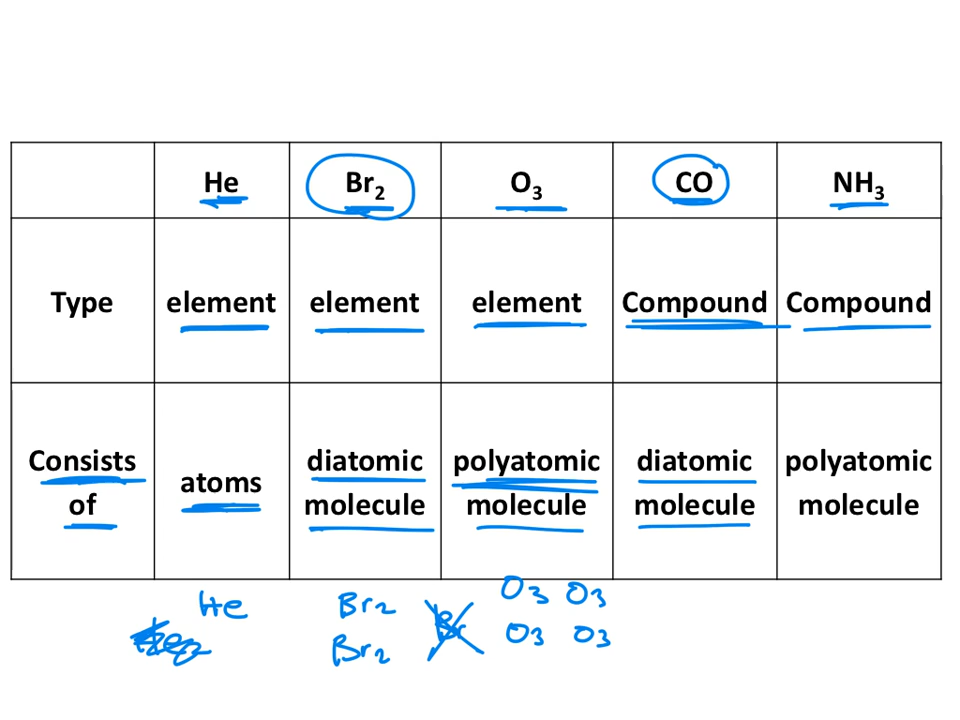 He Br₂ O₃ CO NH₃
Type element element element Compound Compound
Consists of atoms diatomic molecule polyatomic molecule diatomic molecule polyatomic molecule
He Br2 Br O3 O3
Br2 O3 O3